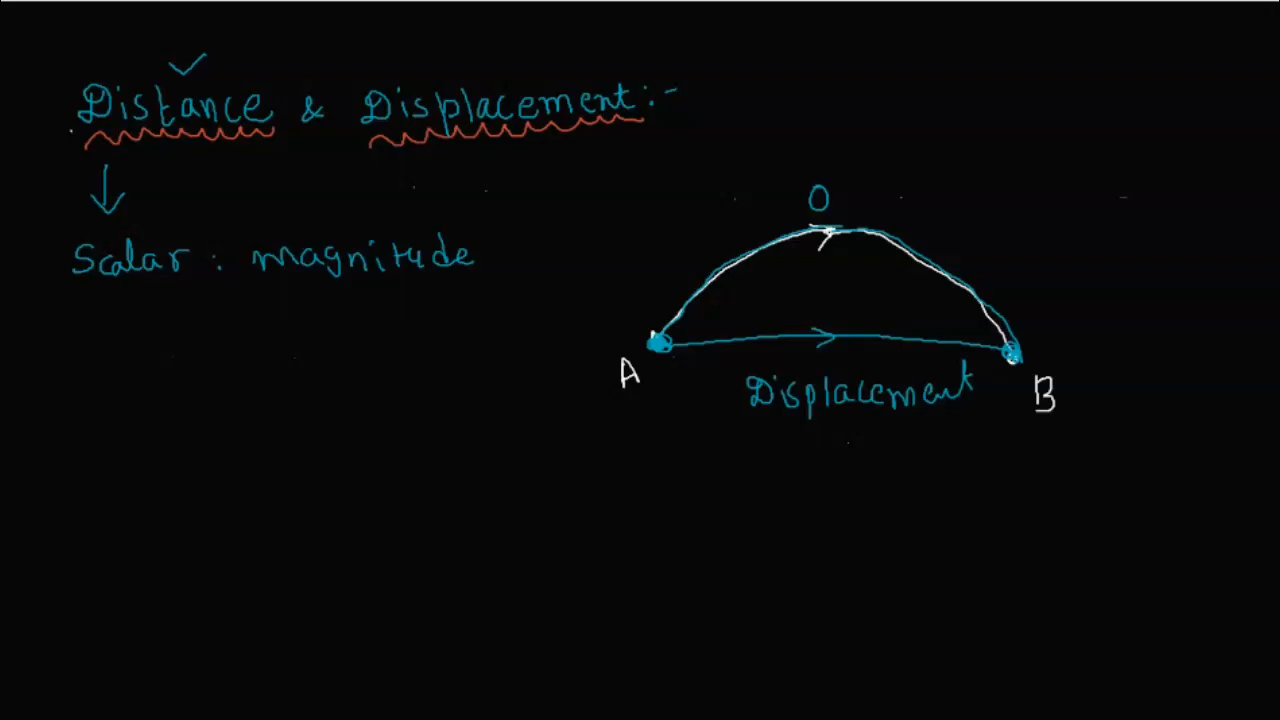 Distance & Displacement:-
Scalar : magnitude
O
A
B
Displacement